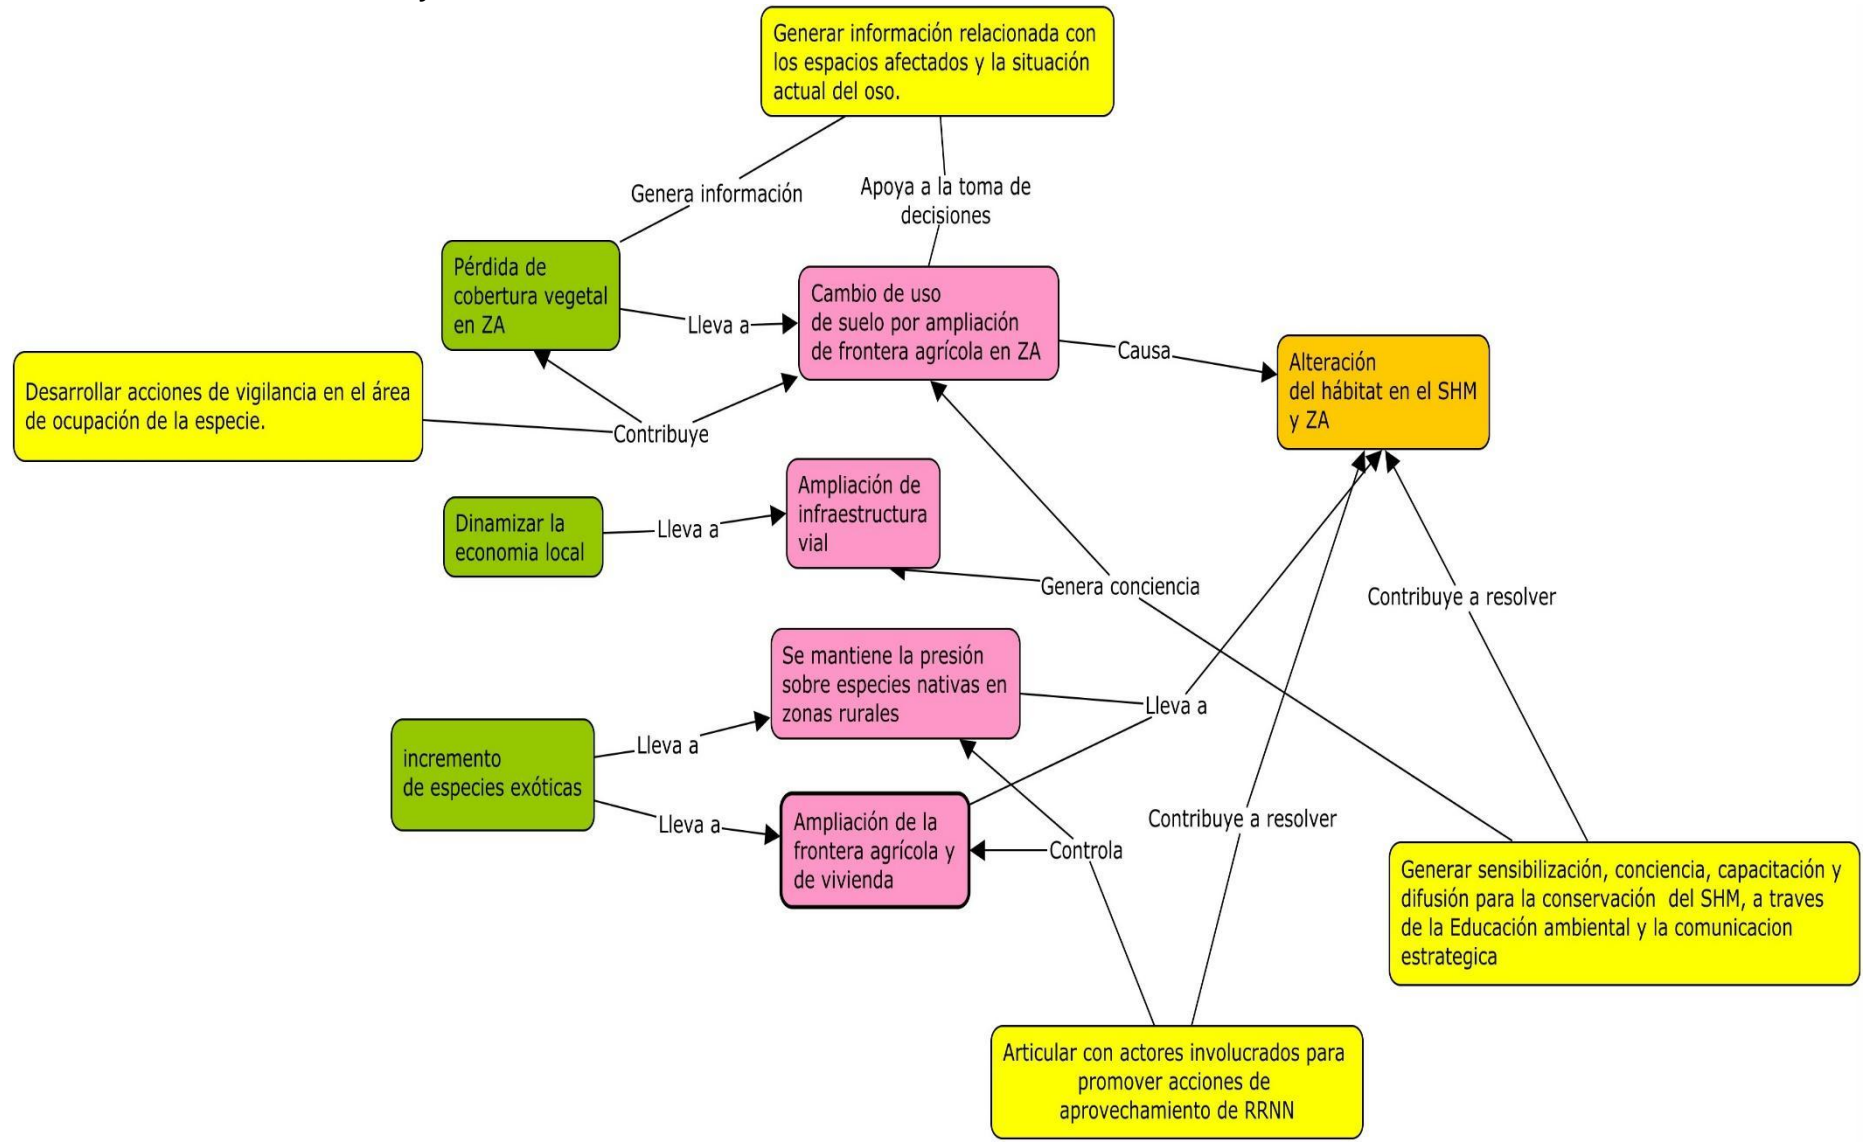 Generar información relacionada con
los espacios afectados y la situación
actual del oso.
Genera información
Apoya a la toma de
decisiones
Pérdida de
cobertura vegetal
en ZA
Lleva a
Cambio de uso
de suelo por ampliación
de frontera agrícola en ZA
Causa
Alteración
del hábitat en el SHM
y ZA
Desarrollar acciones de vigilancia en el área
de ocupación de la especie.
Contribuye
Dinamizar la
economia local
Lleva a
Ampliación de
infraestructura
vial
Genera conciencia
Contribuye a resolver
Se mantiene la presión
sobre especies nativas en
zonas rurales
Lleva a
incremento
de especies exóticas
Lleva a
Lleva a
Ampliación de la
frontera agrícola y
de vivienda
Controla
Contribuye a resolver
Generar sensibilización, conciencia, capacitación y
difusión para la conservación  del SHM, a traves
de la Educación ambiental y la comunicacion
estrategica
Articular con actores involucrados para
promover acciones de
aprovechamiento de RRNN